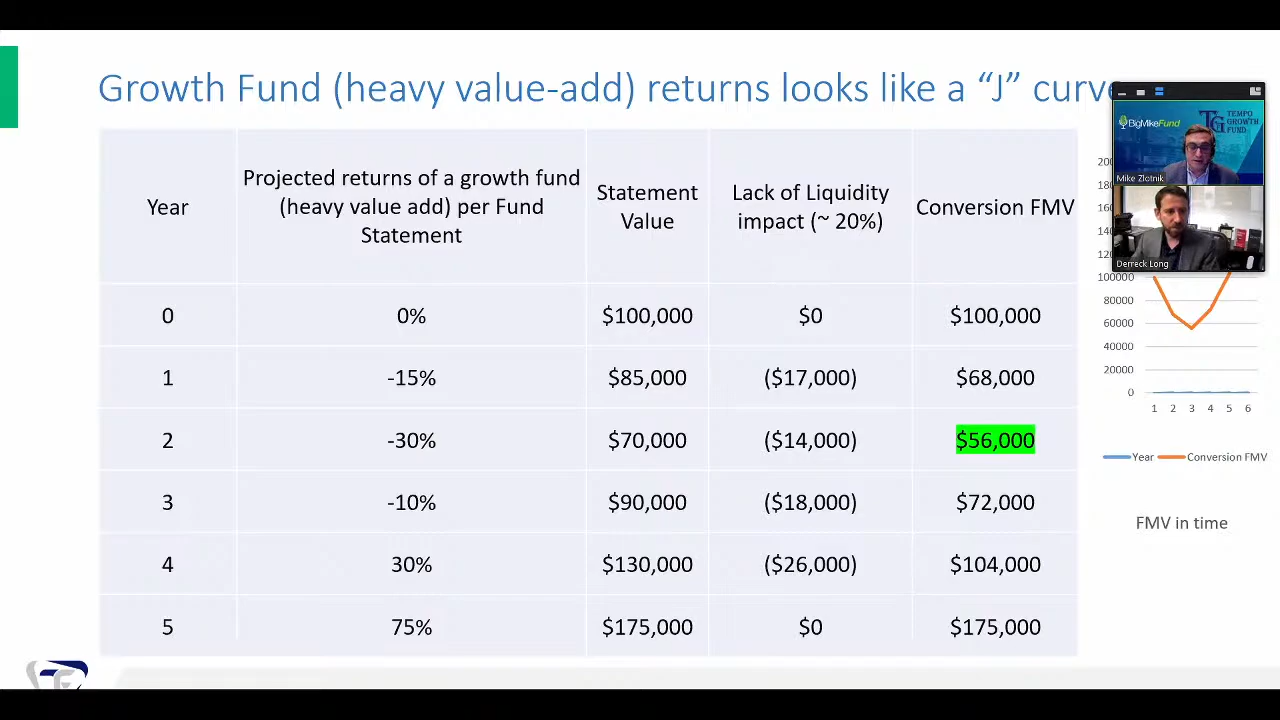 Growth Fund (heavy value-add) returns looks like a “J” curve
Year
Projected returns of a growth fund
(heavy value add) per Fund
Statement
Statement
Value
Lack of Liquidity
impact (~ 20%)
Conversion FMV
0 0% $100,000 $0 $100,000
1 -15% $85,000 ($17,000) $68,000
2 -30% $70,000 ($14,000) $56,000
3 -10% $90,000 ($18,000) $72,000
4 30% $130,000 ($26,000) $104,000
5 75% $175,000 $0 $175,000
BigMikeFund
TG TEMPO
GROWTH
FUND
Mike Zlotnik
Derreck Long
100000
80000
60000
40000
20000
0
1 2 3 4 5 6
Year Conversion FMV
FMV in time